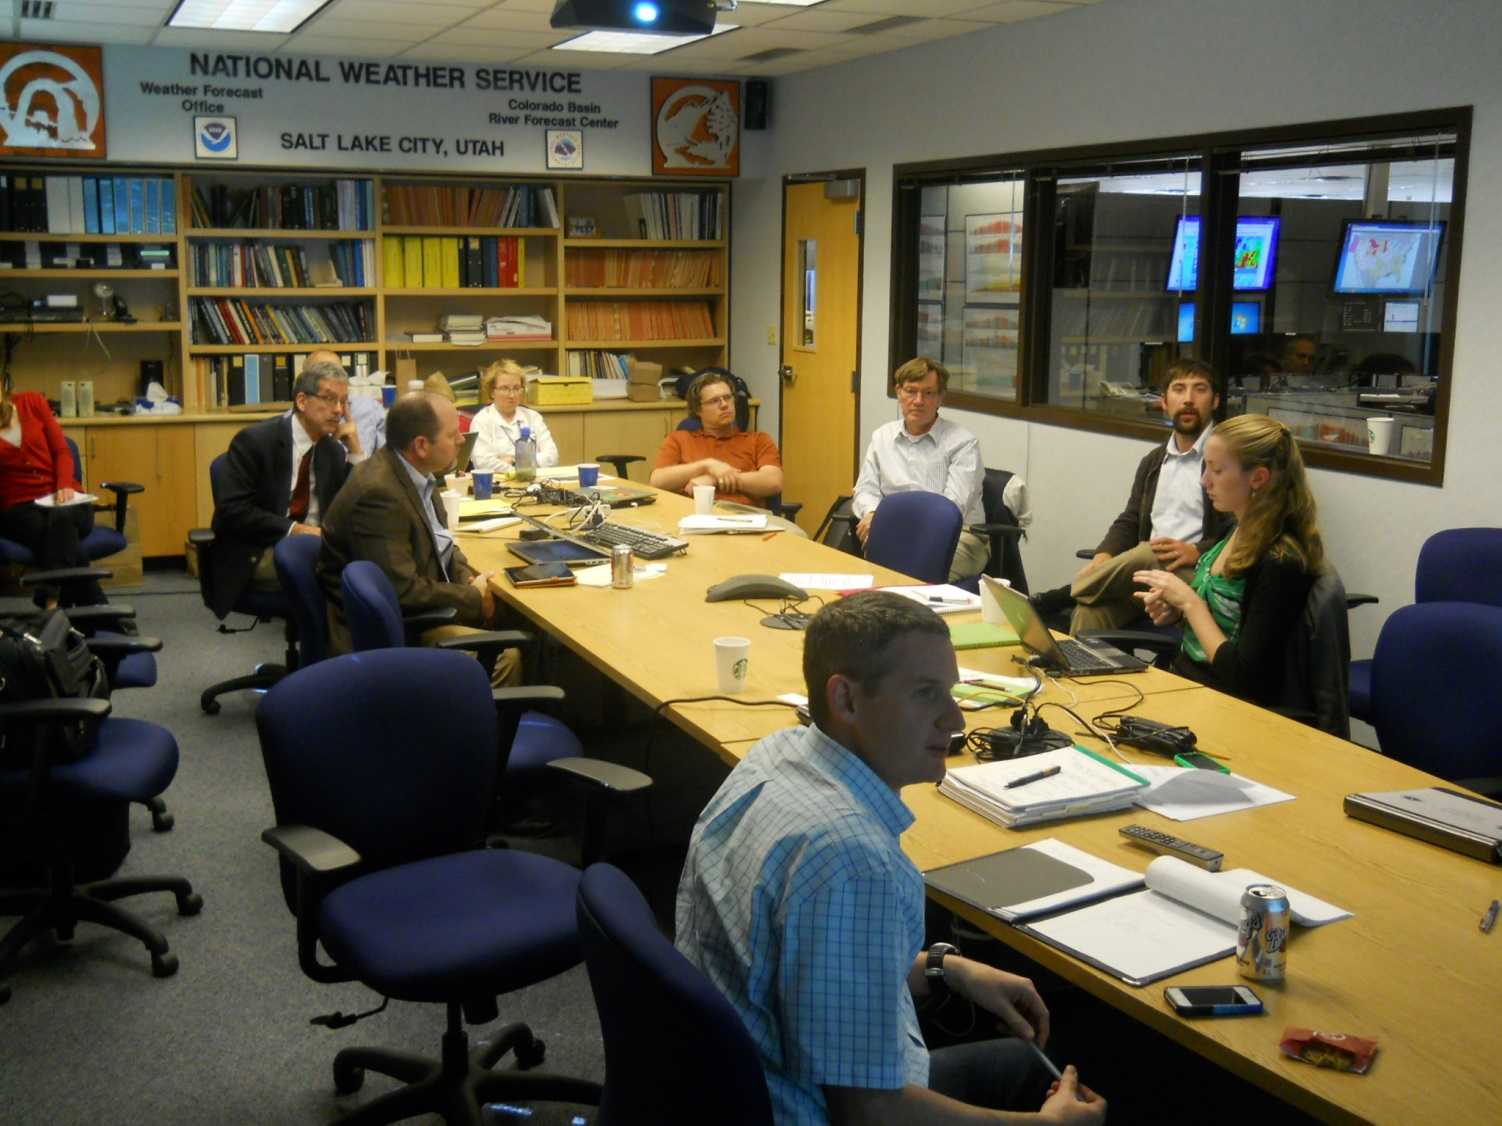 NATIONAL WEATHER SERVICE
Weather Forecast
Office
Colorado Basin
River Forecast Center
SALT LAKE CITY, UTAH